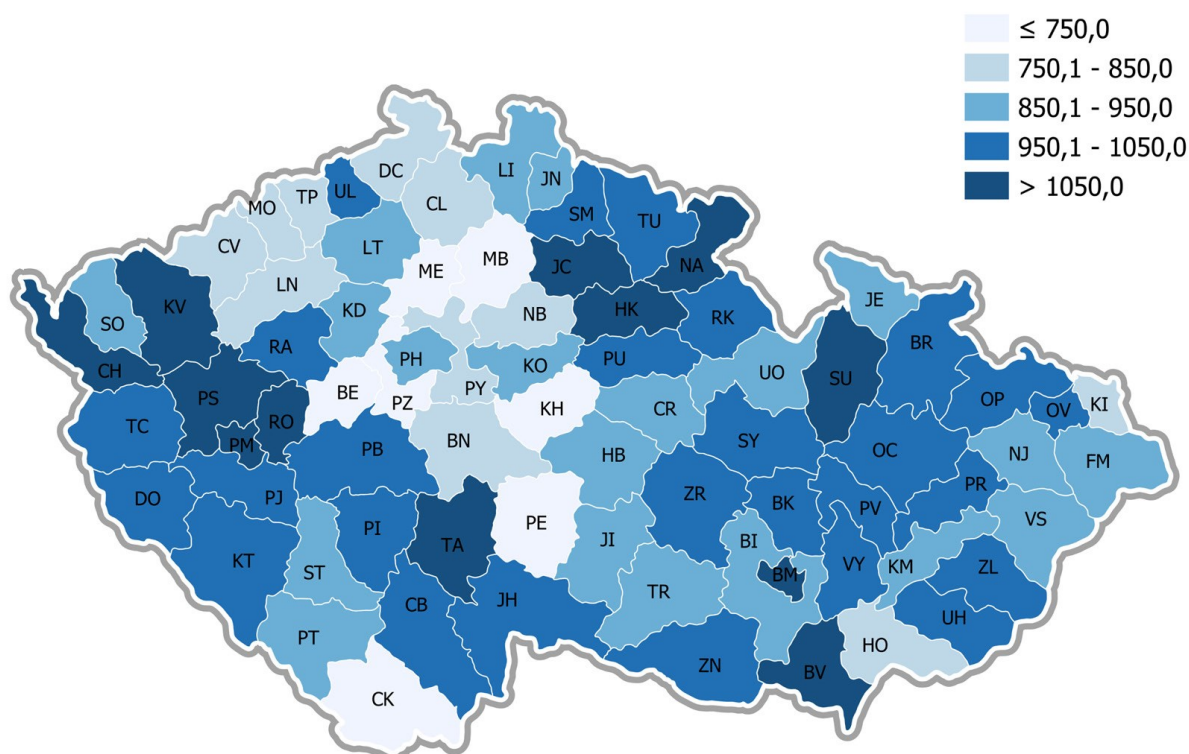 ≤ 750,0
750,1 - 850,0
850,1 - 950,0
950,1 - 1050,0
> 1050,0
DC
LI
JN
TP
UL
MO
CL
SM
TU
CV
LT
ME
MB
JC
NA
LN
SO
KV
KD
NB
HK
RK
JE
RA
PH
KO
PU
BR
CH
PS
BE
PZ
PY
UO
SU
KH
CR
OP
OV
KI
TC
RO
PM
PB
BN
HB
SY
OC
NJ
FM
DO
PJ
PI
PE
ZR
BK
PV
PR
VS
KT
ST
TA
JI
BI
BM
VY
KM
ZL
CB
JH
TR
UH
PT
HO
CK
ZN
BV